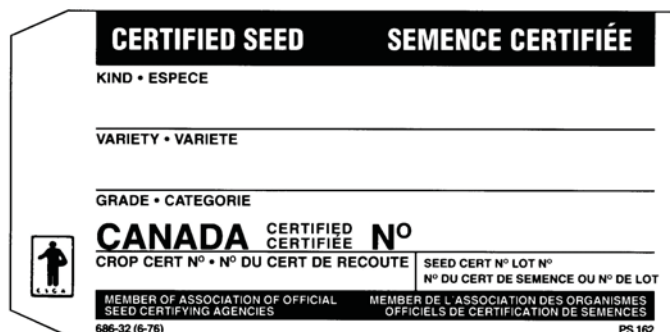 CERTIFIED SEED SEMENCE CERTIFIÉE
KIND • ESPECE
VARIETY • VARIETE
GRADE • CATEGORIE
CANADA CERTIFIED CERTIFIÉE Nº
CROP CERT Nº • Nº DU CERT DE RECOUTE
SEED CERT Nº LOT Nº
Nº DU CERT DE SEMENCE OU Nº DE LOT
MEMBER OF ASSOCIATION OF OFFICIAL
SEED CERTIFYING AGENCIES
MEMBER DE L'ASSOCIATION DES ORGANISMES
OFFICIELS DE CERTIFICATION DE SEMENCES
686-32 (6-76) PS 162